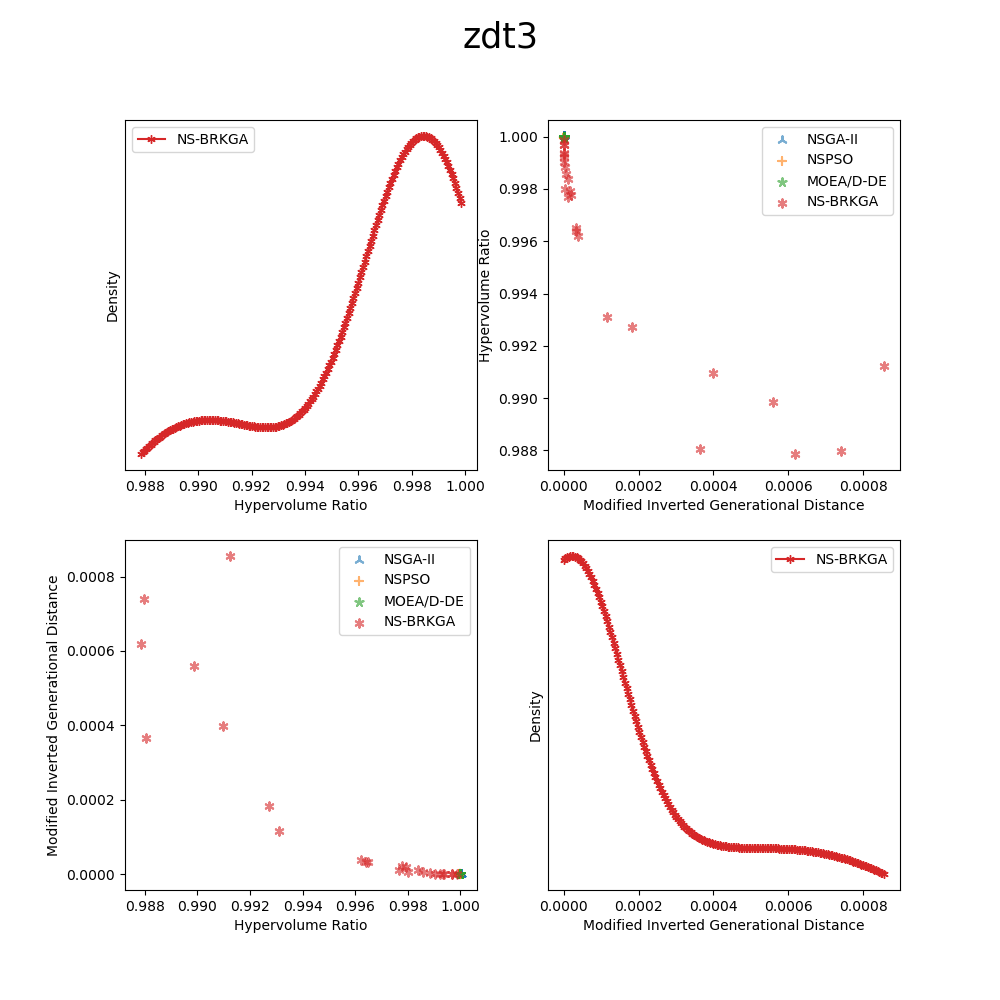 zdt3
NS-BRKGA
Density
0.988 0.990 0.992 0.994 0.996 0.998 1.000
Hypervolume Ratio
NSGA-II
NSPSO
MOEA/D-DE
NS-BRKGA
Hypervolume Ratio
1.000
0.998
0.996
0.994
0.992
0.990
0.988
0.0000 0.0002 0.0004 0.0006 0.0008
Modified Inverted Generational Distance
NSGA-II
NSPSO
MOEA/D-DE
NS-BRKGA
Modified Inverted Generational Distance
0.0008
0.0006
0.0004
0.0002
0.0000
0.988 0.990 0.992 0.994 0.996 0.998 1.000
Hypervolume Ratio
NS-BRKGA
Density
0.0000 0.0002 0.0004 0.0006 0.0008
Modified Inverted Generational Distance